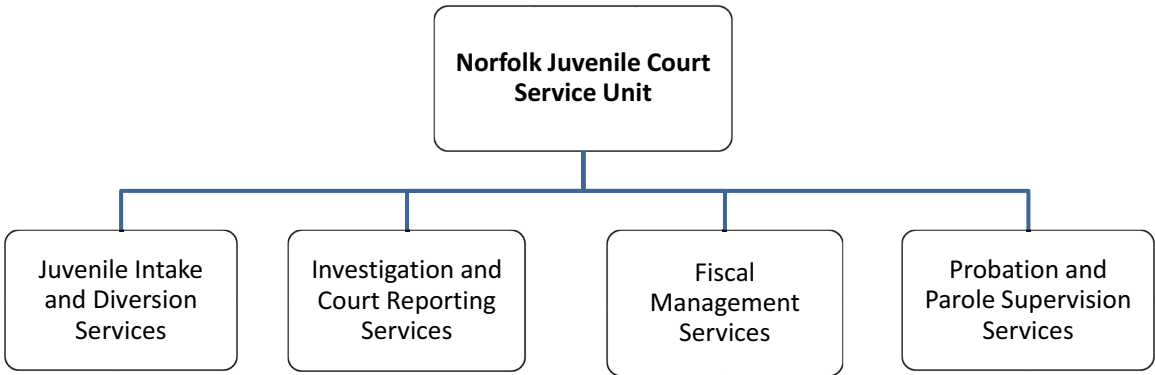 Norfolk Juvenile Court
Service Unit
Juvenile Intake
and Diversion
Services
Investigation and
Court Reporting
Services
Fiscal
Management
Services
Probation and
Parole Supervision
Services